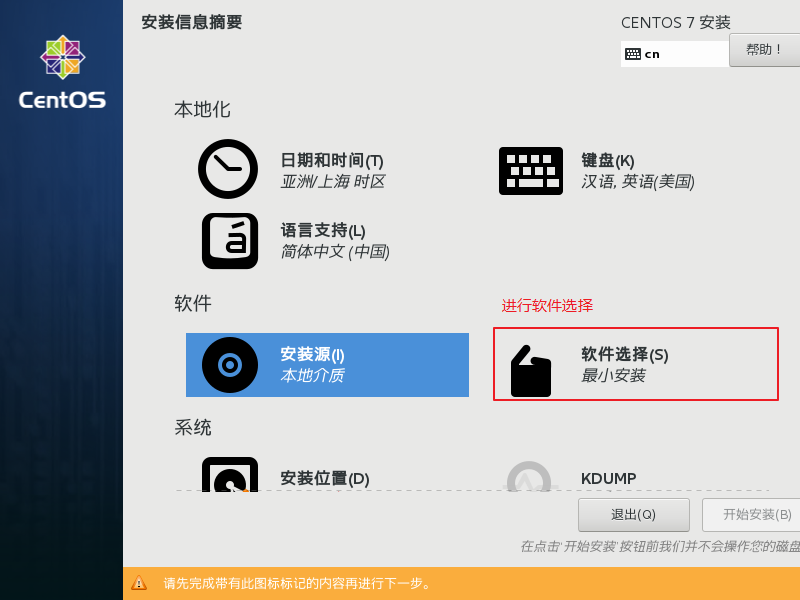 安装信息摘要
CENTOS 7 安装
cn
帮助！
CentOS
本地化
日期和时间(T)
亚洲/上海 时区
键盘(K)
汉语, 英语(美国)
语言支持(L)
简体中文 (中国)
软件
进行软件选择
安装源(I)
本地介质
软件选择(S)
最小安装
系统
安装位置(D)
KDUMP
退出(Q)
开始安装(B)
在点击'开始安装'按钮前我们并不会操作您的磁盘
请先完成带有此图标标记的内容再进行下一步。